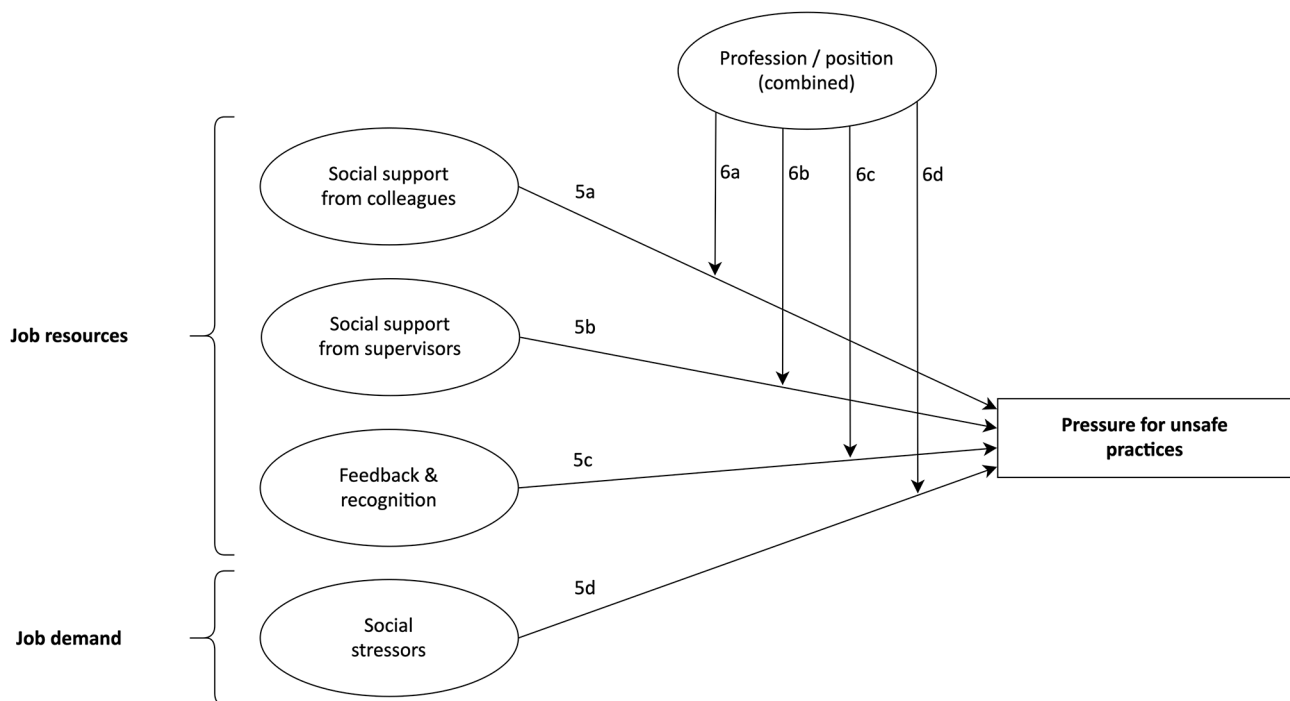 Profession / position
(combined)
Social support
from colleagues
5a
6a
6b
6c
6d
Job resources
Social support
from supervisors
5b
Pressure for unsafe
practices
Feedback &
recognition
5c
Job demand
Social
stressors
5d